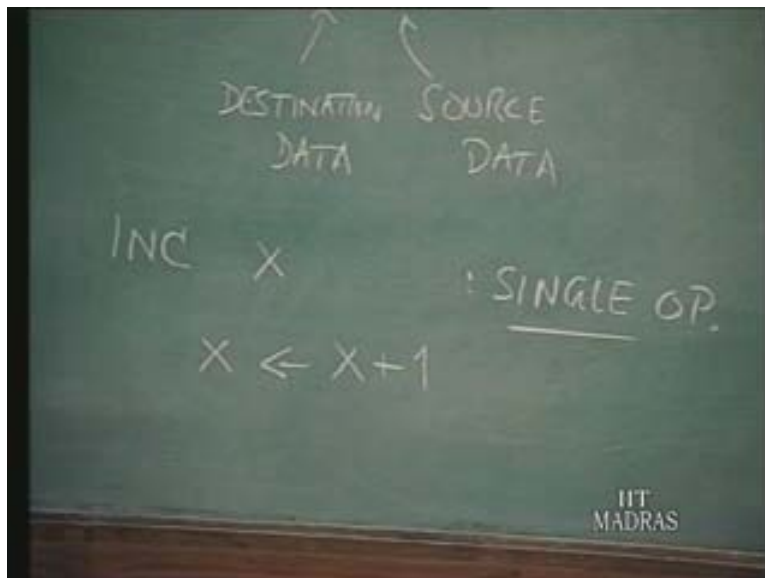 DESTINATION SOURCE
DATA DATA
INC X : SINGLE OP.
X ← X+1
IIT
MADRAS